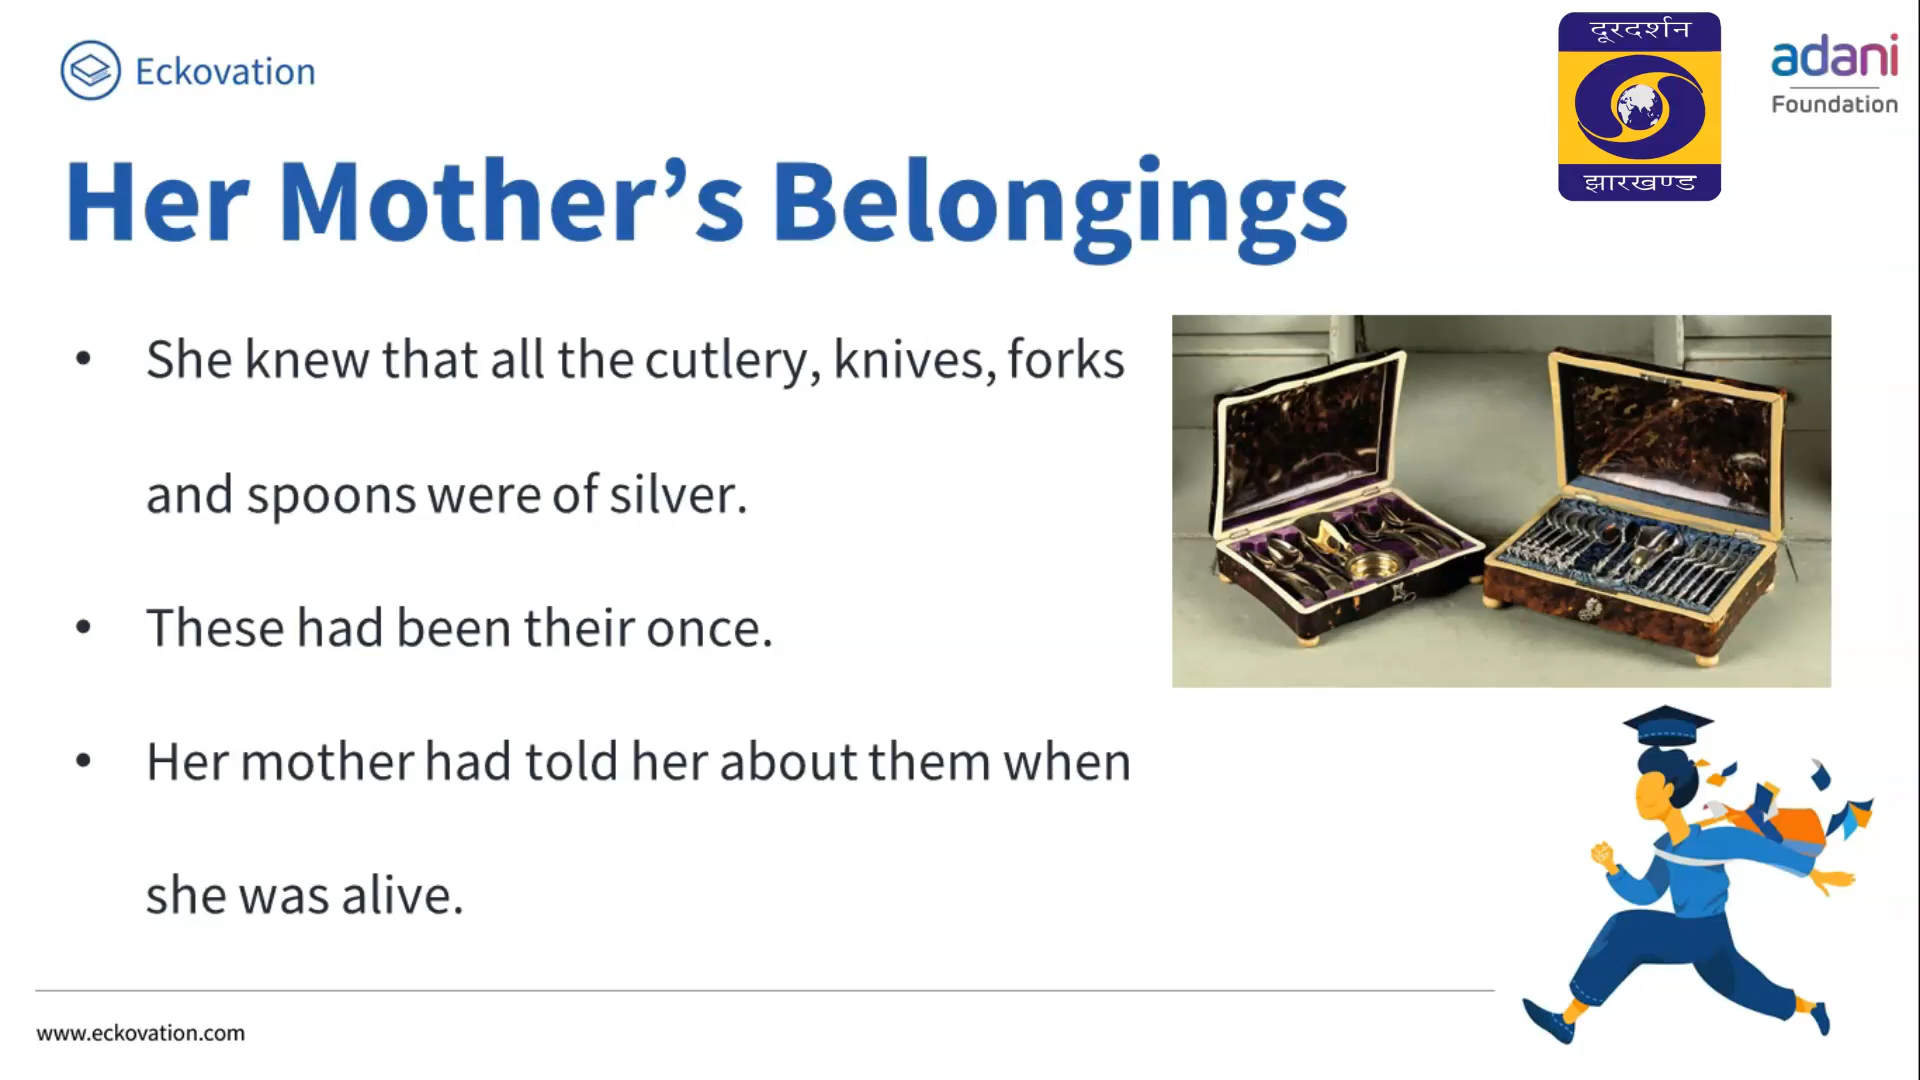 Eckovation
दूरदर्शन
झारखण्ड
adani
Foundation
Her Mother’s Belongings
• She knew that all the cutlery, knives, forks
and spoons were of silver.
• These had been their once.
• Her mother had told her about them when
she was alive.
www.eckovation.com